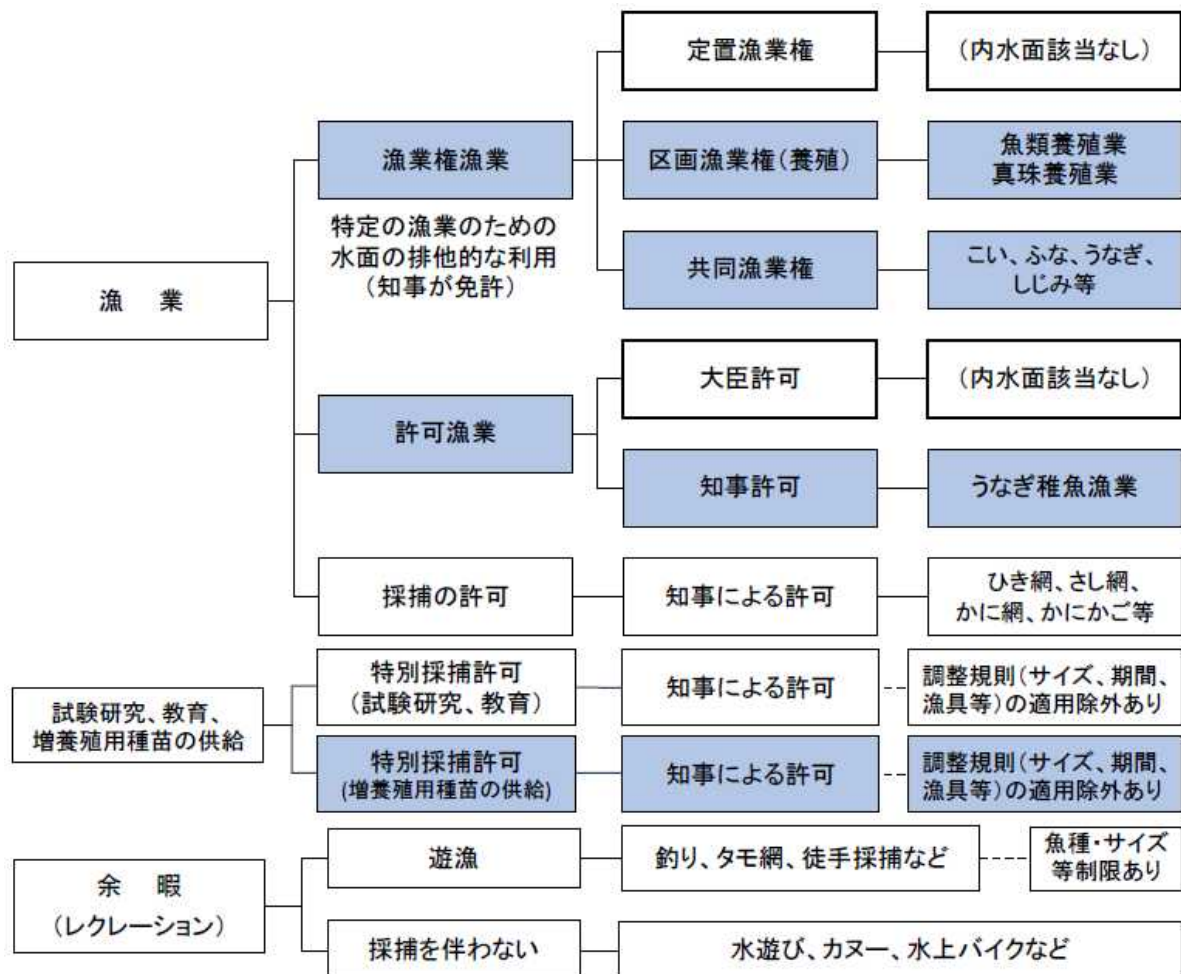 定置漁業権
(内水面該当なし)
漁業権漁業
区画漁業権(養殖)
魚類養殖業
真珠養殖業
特定の漁業のための
水面の排他的な利用
(知事が免許)
共同漁業権
こい、ふな、うなぎ、
しじみ等
漁 業
大臣許可
(内水面該当なし)
許可漁業
知事許可
うなぎ稚魚漁業
採捕の許可
知事による許可
ひき網、さし網、
かに網、かにかご等
試験研究、教育、
増養殖用種苗の供給
特別採捕許可
(試験研究、教育)
知事による許可
調整規則(サイズ、期間、
漁具等)の適用除外あり
特別採捕許可
(増養殖用種苗の供給)
知事による許可
調整規則(サイズ、期間、
漁具等)の適用除外あり
余 暇
(レクレーション)
遊漁
釣り、タモ網、徒手採捕など
魚種・サイズ
等制限あり
採捕を伴わない
水遊び、カヌー、水上バイクなど